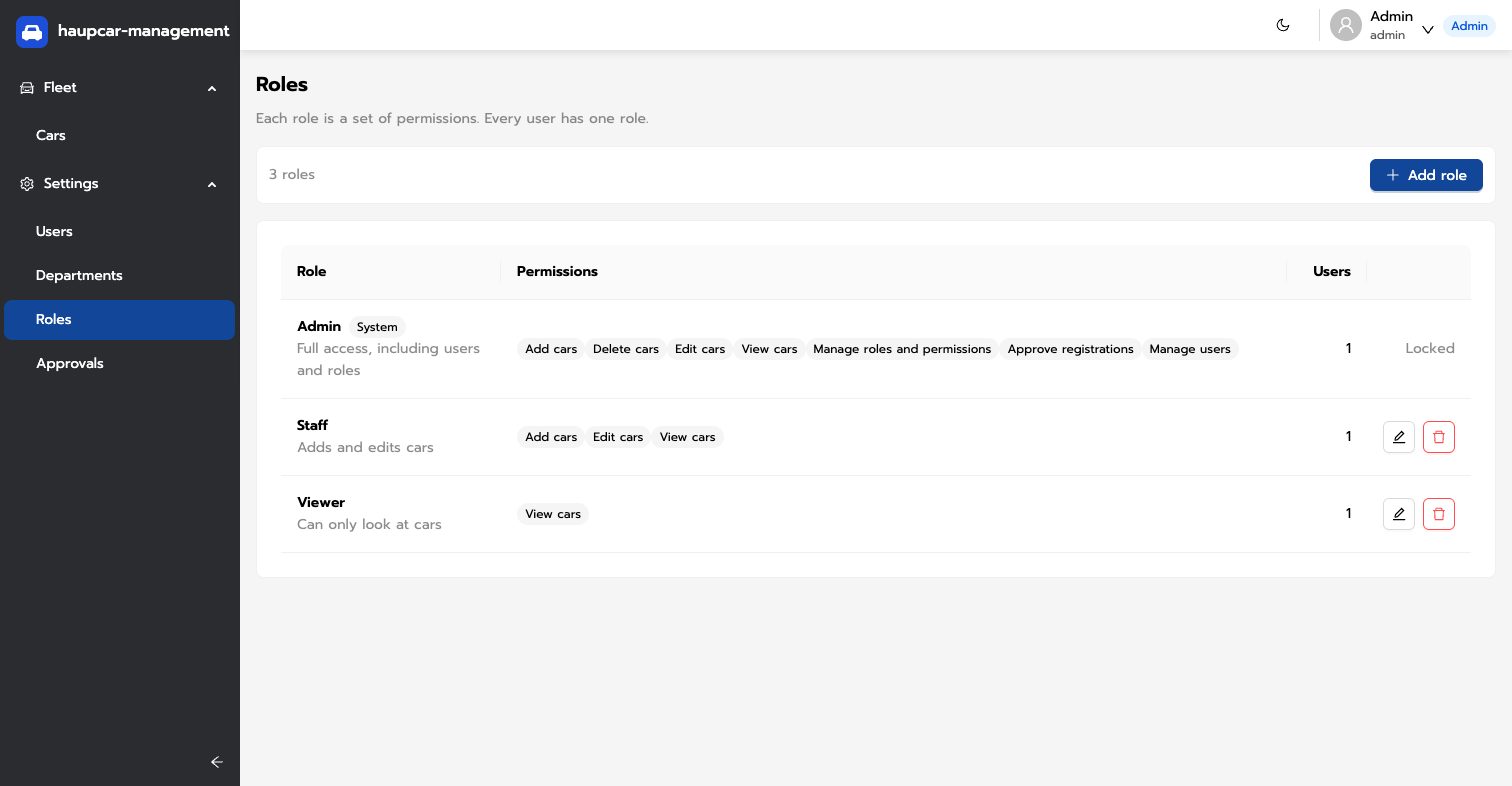 haupcar-management
Admin
admin
Admin
Fleet
Cars
Settings
Users
Departments
Roles
Approvals
Roles
Each role is a set of permissions. Every user has one role.
3 roles
Add role
Role Permissions Users
Admin System
Full access, including users
and roles
Add cars Delete cars Edit cars View cars Manage roles and permissions Approve registrations Manage users
1
Locked
Staff
Adds and edits cars
Add cars Edit cars View cars
1
Viewer
Can only look at cars
View cars
1